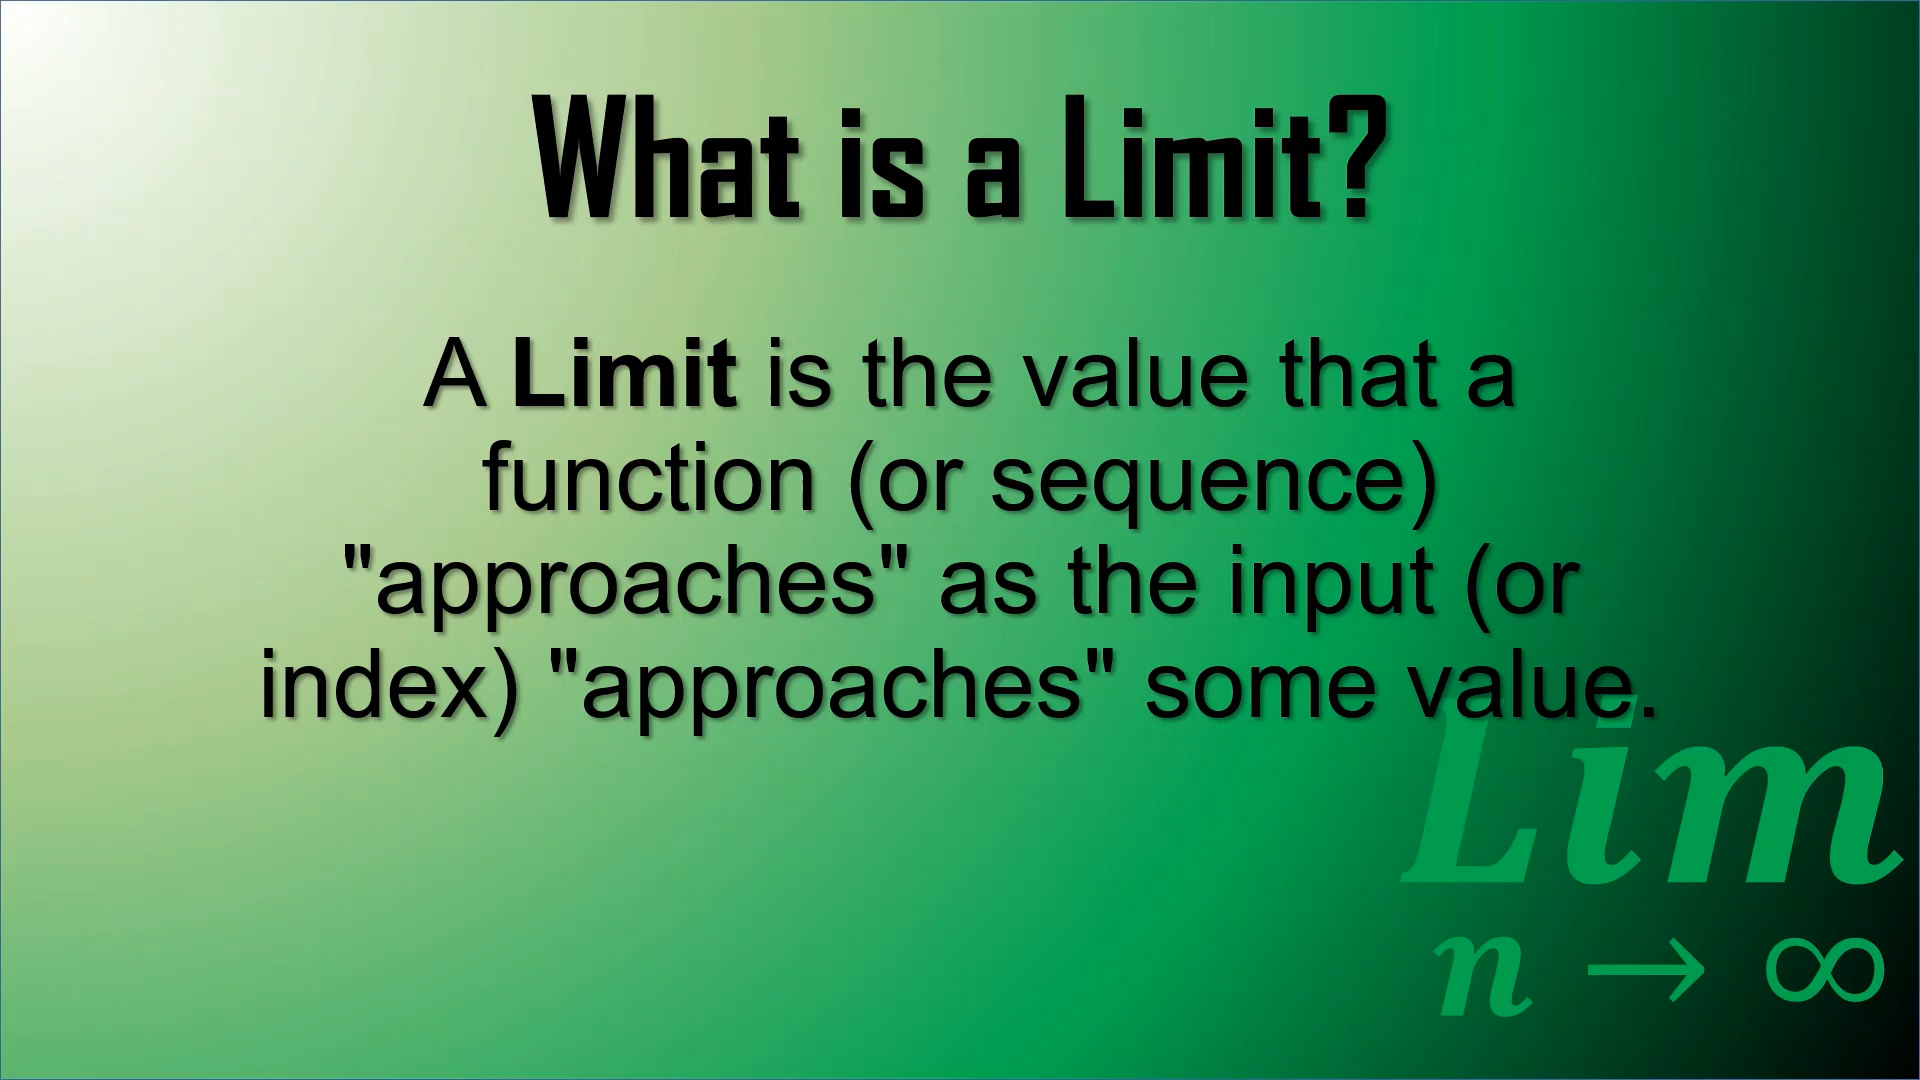 What is a Limit?
A Limit is the value that a
function (or sequence)
"approaches" as the input (or
index) "approaches" some value.
Lim
n → ∞